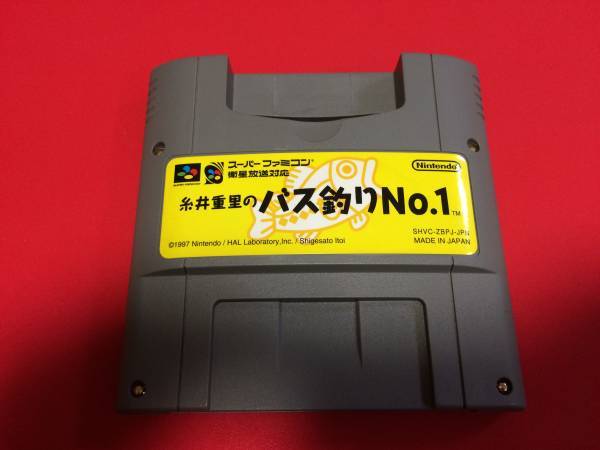 スーパーファミコン®
衛星放送対応
Nintendo®
糸井重里のバス釣りNo.1™
©1997 Nintendo / HAL Laboratory,Inc. / Shigesato Itoi
SHVC-ZBPJ-JPN
MADE IN JAPAN